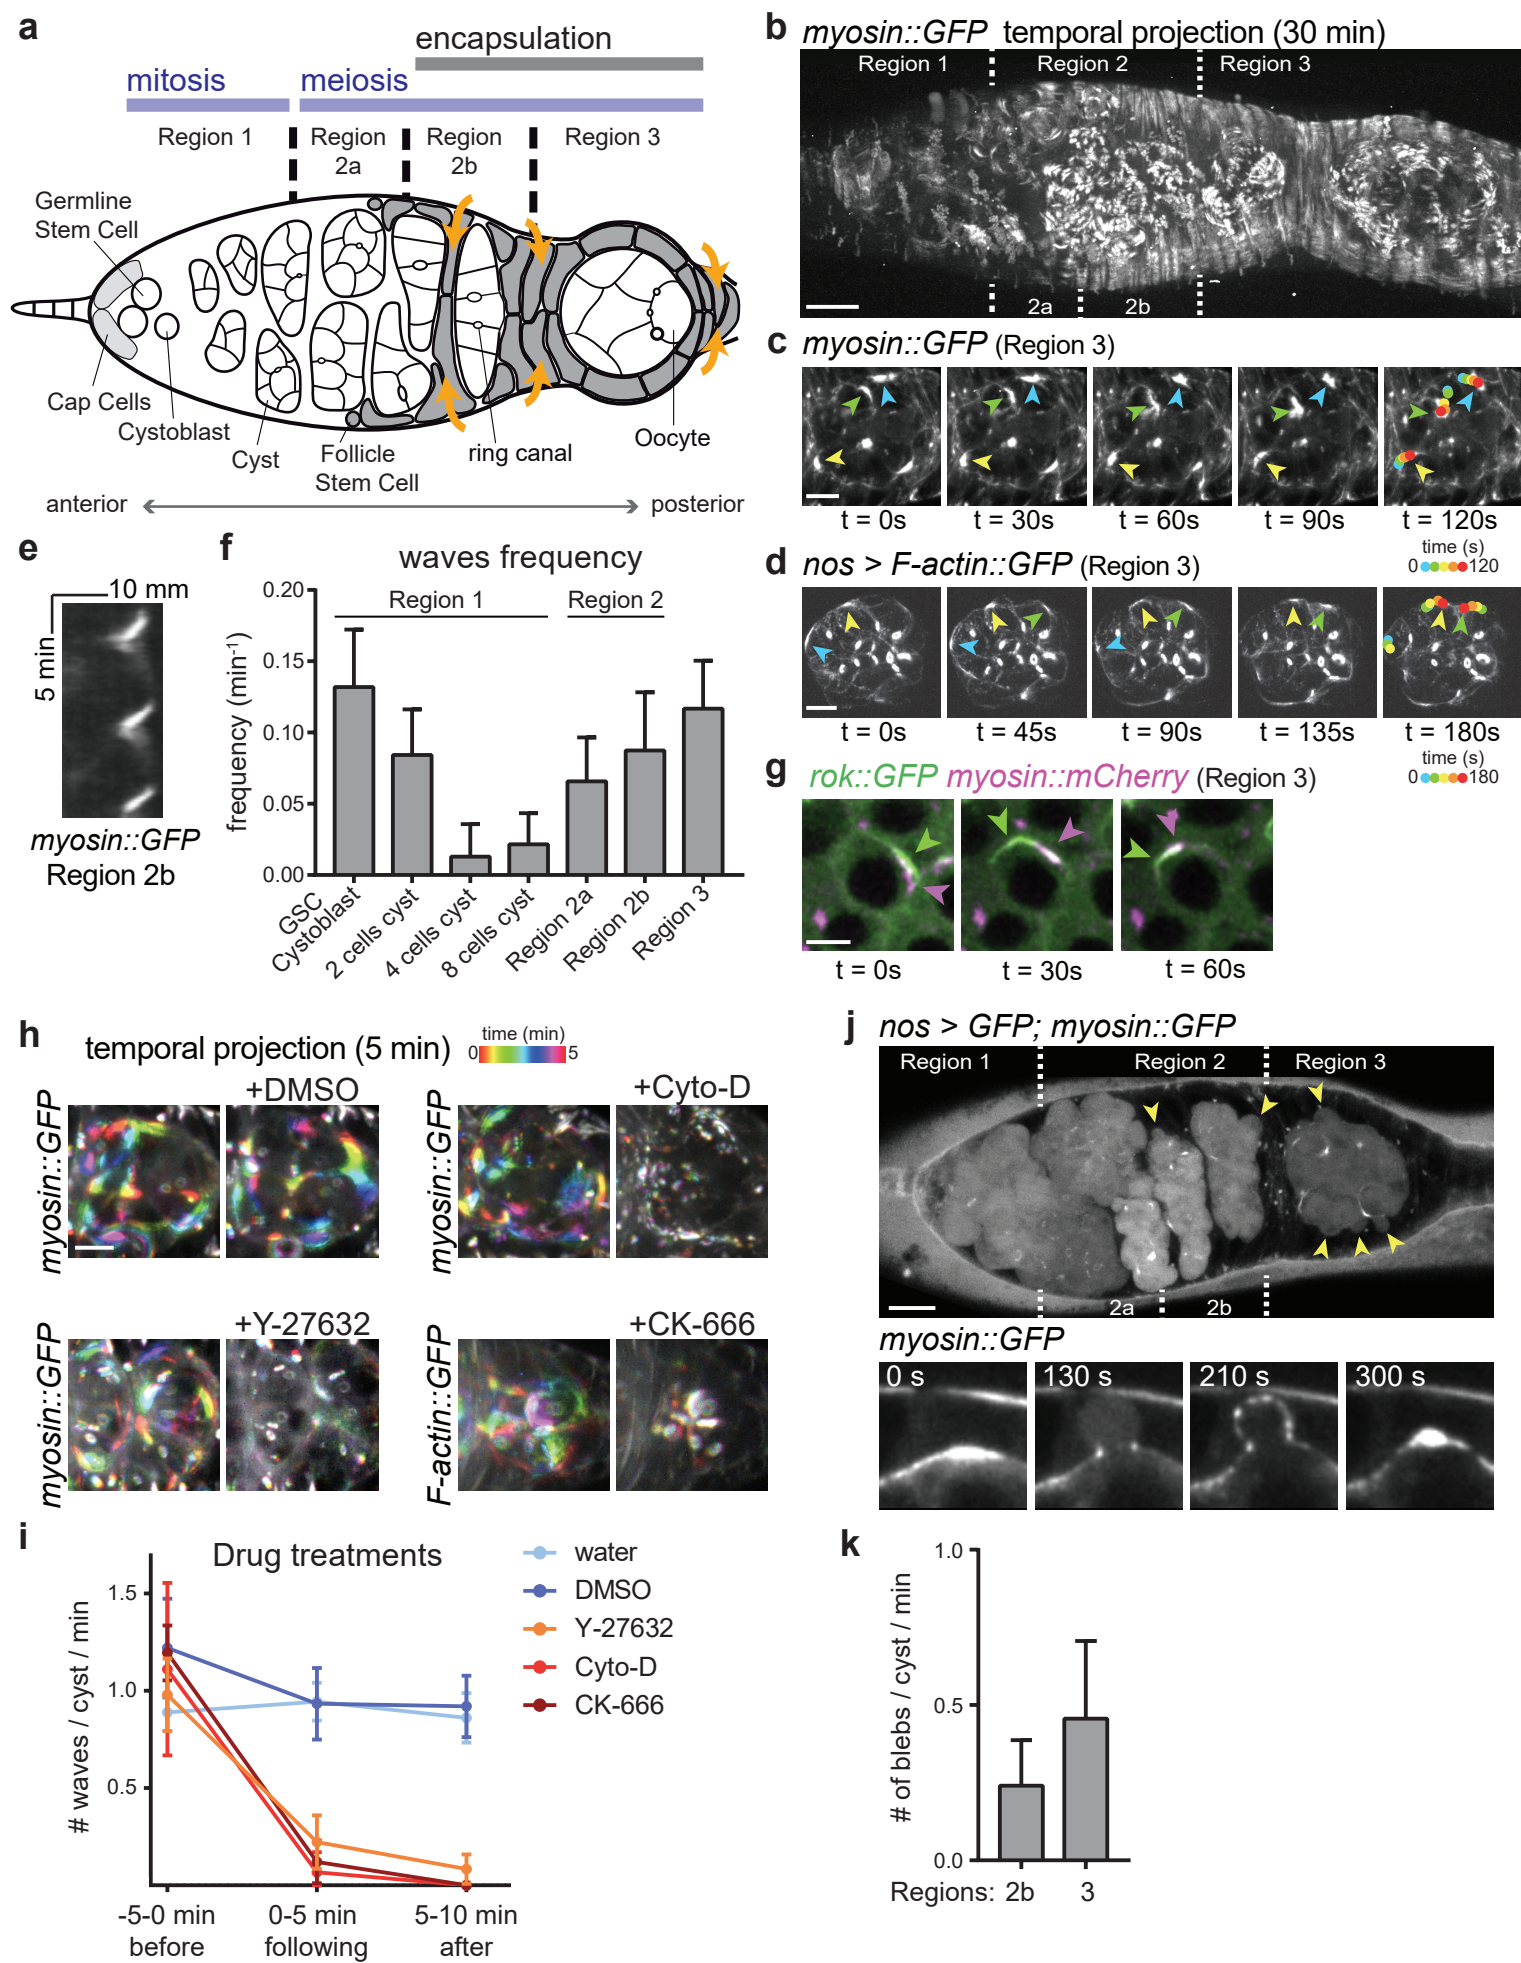 a
encapsulation
mitosis
meiosis
Region 1
Region
2a
Region
2b
Region 3
Germline
Stem Cell
Cap Cells
Cystoblast
Cyst
Follicle
Stem Cell
ring canal
Oocyte
anterior
posterior
b
myosin::GFP temporal projection (30 min)
Region 1
Region 2
Region 3
2a
2b
c
myosin::GFP (Region 3)
t = 0s
t = 30s
t = 60s
t = 90s
t = 120s
time (s)
0
120
d
nos > F-actin::GFP (Region 3)
t = 0s
t = 45s
t = 90s
t = 135s
t = 180s
time (s)
0
180
e
10 mm
5 min
myosin::GFP
Region 2b
f
waves frequency
Region 1
Region 2
frequency (min-1)
0.20
0.15
0.10
0.05
0.00
GSC
Cystoblast
2 cells cyst
4 cells cyst
8 cells cyst
Region 2a
Region 2b
Region 3
g
rok::GFP myosin::mCherry (Region 3)
t = 0s
t = 30s
t = 60s
h
temporal projection (5 min)
time (min)
0
5
myosin::GFP
+DMSO
myosin::GFP
+Cyto-D
myosin::GFP
+Y-27632
F-actin::GFP
+CK-666
i
Drug treatments
# waves / cyst / min
1.5
1.0
0.5
-5-0 min
before
0-5 min
following
5-10 min
after
water
DMSO
Y-27632
Cyto-D
CK-666
j
nos > GFP; myosin::GFP
Region 1
Region 2
Region 3
2a
2b
myosin::GFP
0 s
130 s
210 s
300 s
k
# of blebs / cyst / min
1.0
0.5
0.0
Regions: 2b 3